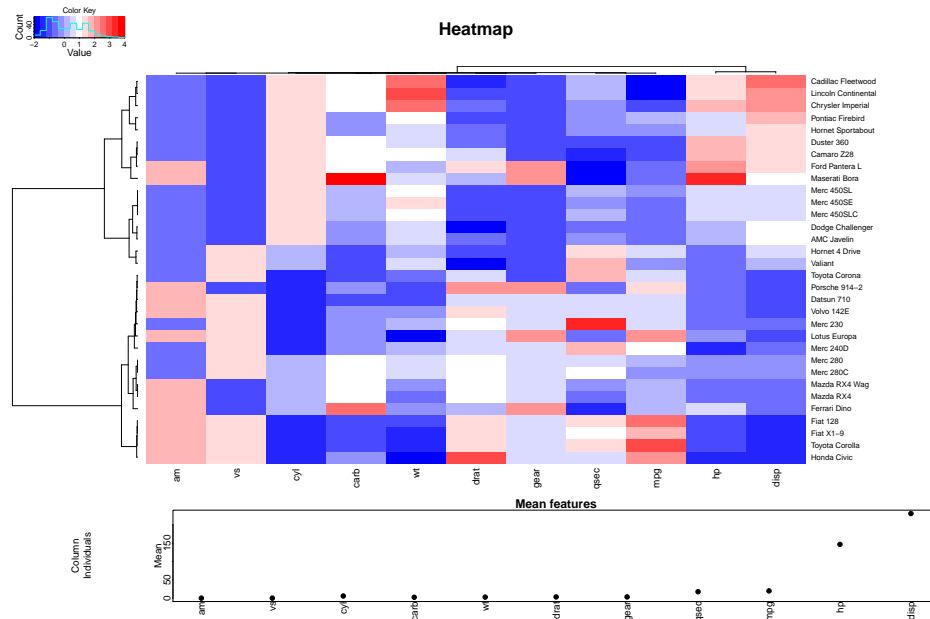 Color Key
Count
0 40
−2 0 1 2 3 4
Value
Heatmap
Cadillac Fleetwood
Lincoln Continental
Chrysler Imperial
Pontiac Firebird
Hornet Sportabout
Duster 360
Camaro Z28
Ford Pantera L
Maserati Bora
Merc 450SL
Merc 450SE
Merc 450SLC
Dodge Challenger
AMC Javelin
Hornet 4 Drive
Valiant
Toyota Corona
Porsche 914−2
Datsun 710
Volvo 142E
Merc 230
Lotus Europa
Merc 240D
Merc 280
Merc 280C
Mazda RX4 Wag
Mazda RX4
Ferrari Dino
Fiat 128
Fiat X1−9
Toyota Corolla
Honda Civic
am vs cyl carb wt drat gear qsec mpg hp disp
Mean features
Column
Individuals
Mean
0 50 150
am vs cyl carb wt drat gear qsec mpg hp disp